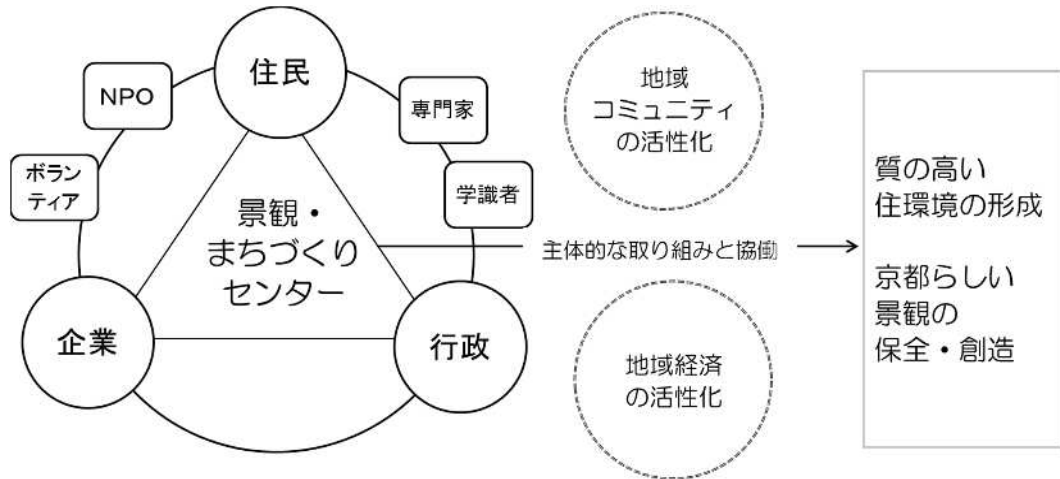 住民
NPO
専門家
ボラン
ティア
学識者
景観・
まちづくり
センター
企業
行政
地域
コミュニティ
の活性化
主体的な取り組みと協働
地域経済
の活性化
質の高い
住環境の形成
京都らしい
景観の
保全・創造